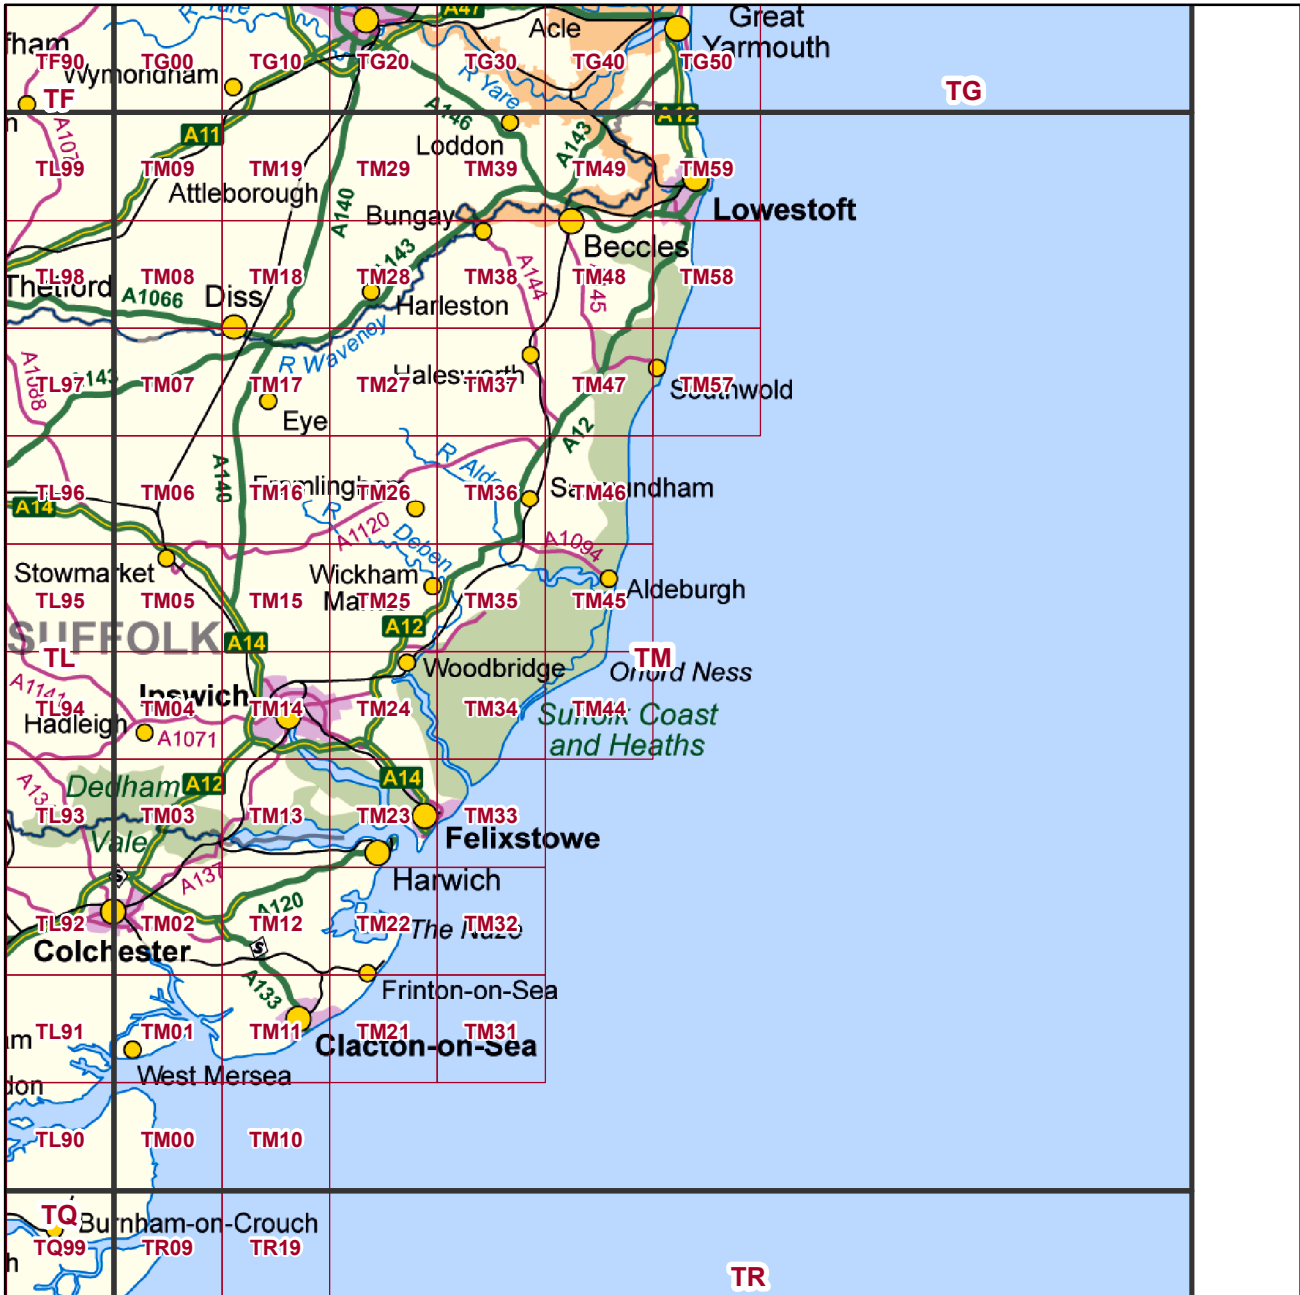 R Yare
A47
Acle
Great
Yarmouth
TF90
Wymondham
TG00
TG10
TG20
TG30
TG40
TG50
TF
R Yare
TG
A11
A146
Loddon
A143
A12
TL99
TM09
TM19
TM29
TM39
TM49
TM59
Attleborough
A140
Bungay
Lowestoft
Beccles
A143
TL98
TM08
TM18
TM28
TM38
TM48
TM58
Thetford
A1066
Diss
Harleston
A144
R Waveney
A1088
TL97
TM07
TM17
TM27
Halesworth
TM37
TM47
TM57
Southwold
Eye
A12
A140
TL96
TM06
TM16
Framlingham
TM26
TM36
Saxmundham
TM46
A14
R
Deben
A1120
A1094
Stowmarket
Wickham
Market
Aldeburgh
TL95
TM05
TM15
TM25
TM35
TM45
SUFFOLK
A14
A12
TL
Woodbridge
TM
Orford Ness
A1141
Ipswich
TL94
TM04
TM14
TM24
TM34
TM44
Hadleigh
A1071
Suffolk Coast
and Heaths
Dedham
Vale
A12
A14
TL93
TM03
TM13
TM23
TM33
Felixstowe
A137
Harwich
A120
TL92
TM02
TM12
TM22
TM32
The Naze
Colchester
S
S
A133
Frinton-on-Sea
TL91
TM01
TM11
TM21
TM31
Clacton-on-Sea
West Mersea
TL90
TM00
TM10
TQ
Burnham-on-Crouch
TQ99
TR09
TR19
TR